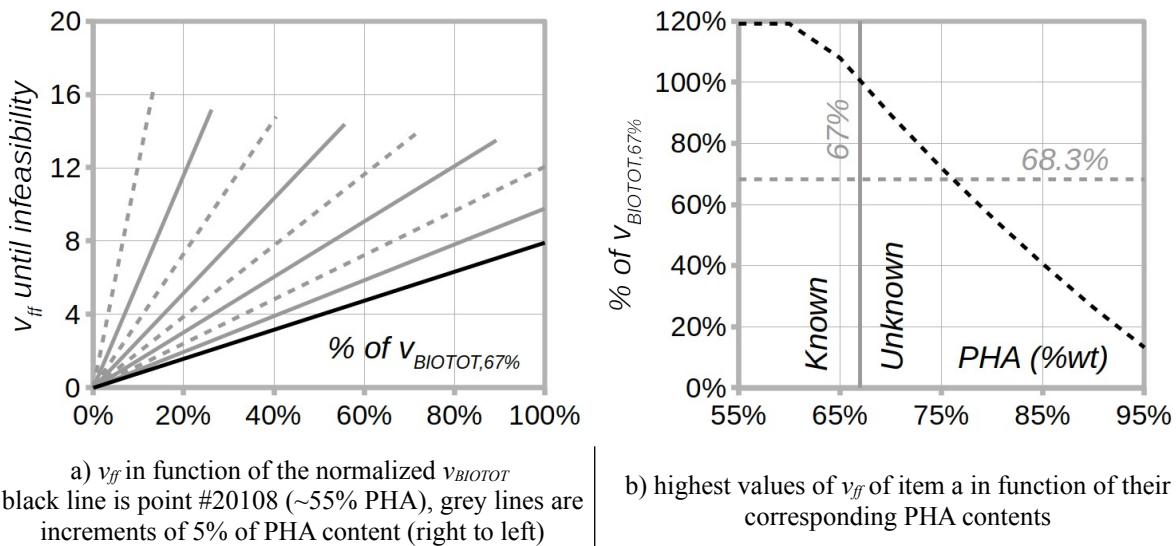 20
16
12
8
4
0
v_ff until infeasibility
% of v_BIOTOT,67%
0% 20% 40% 60% 80% 100%
120%
100%
80%
60%
40%
20%
0%
% of v_BIOTOT,67%
67%
68.3%
Known
Unknown
PHA (%wt)
55% 65% 75% 85% 95%
a) v_ff in function of the normalized v_BIOTOT
black line is point #20108 (~55% PHA), grey lines are
increments of 5% of PHA content (right to left)
b) highest values of v_ff of item a in function of their
corresponding PHA contents